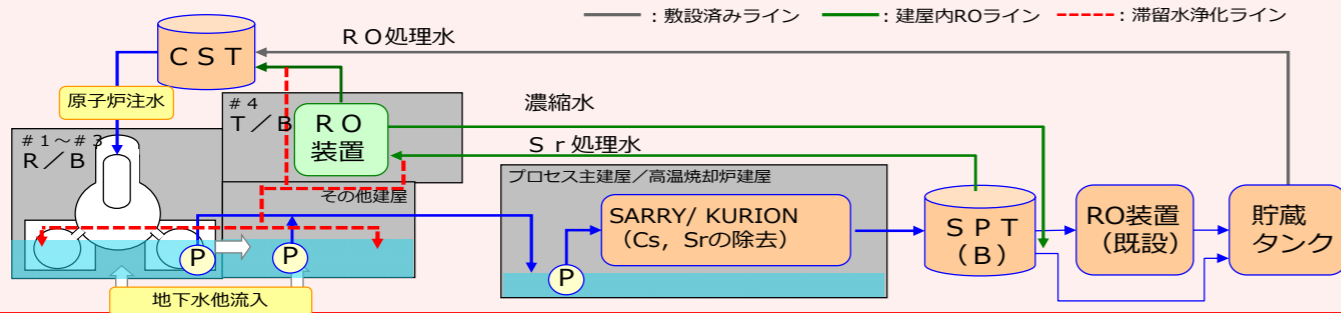 ：敷設済みライン ：建屋内ROライン ：滞留水浄化ライン
ＲＯ処理水
ＣＳＴ
原子炉注水
＃４
Ｔ／Ｂ
ＲＯ
装置
濃縮水
Ｓｒ処理水
＃１～＃３
Ｒ／Ｂ
その他建屋
プロセス主建屋／高温焼却炉建屋
SARRY/ KURION
（Cs，Srの除去）
ＳＰＴ
（Ｂ）
RO装置
（既設）
貯蔵
タンク
P
P
P
地下水他流入